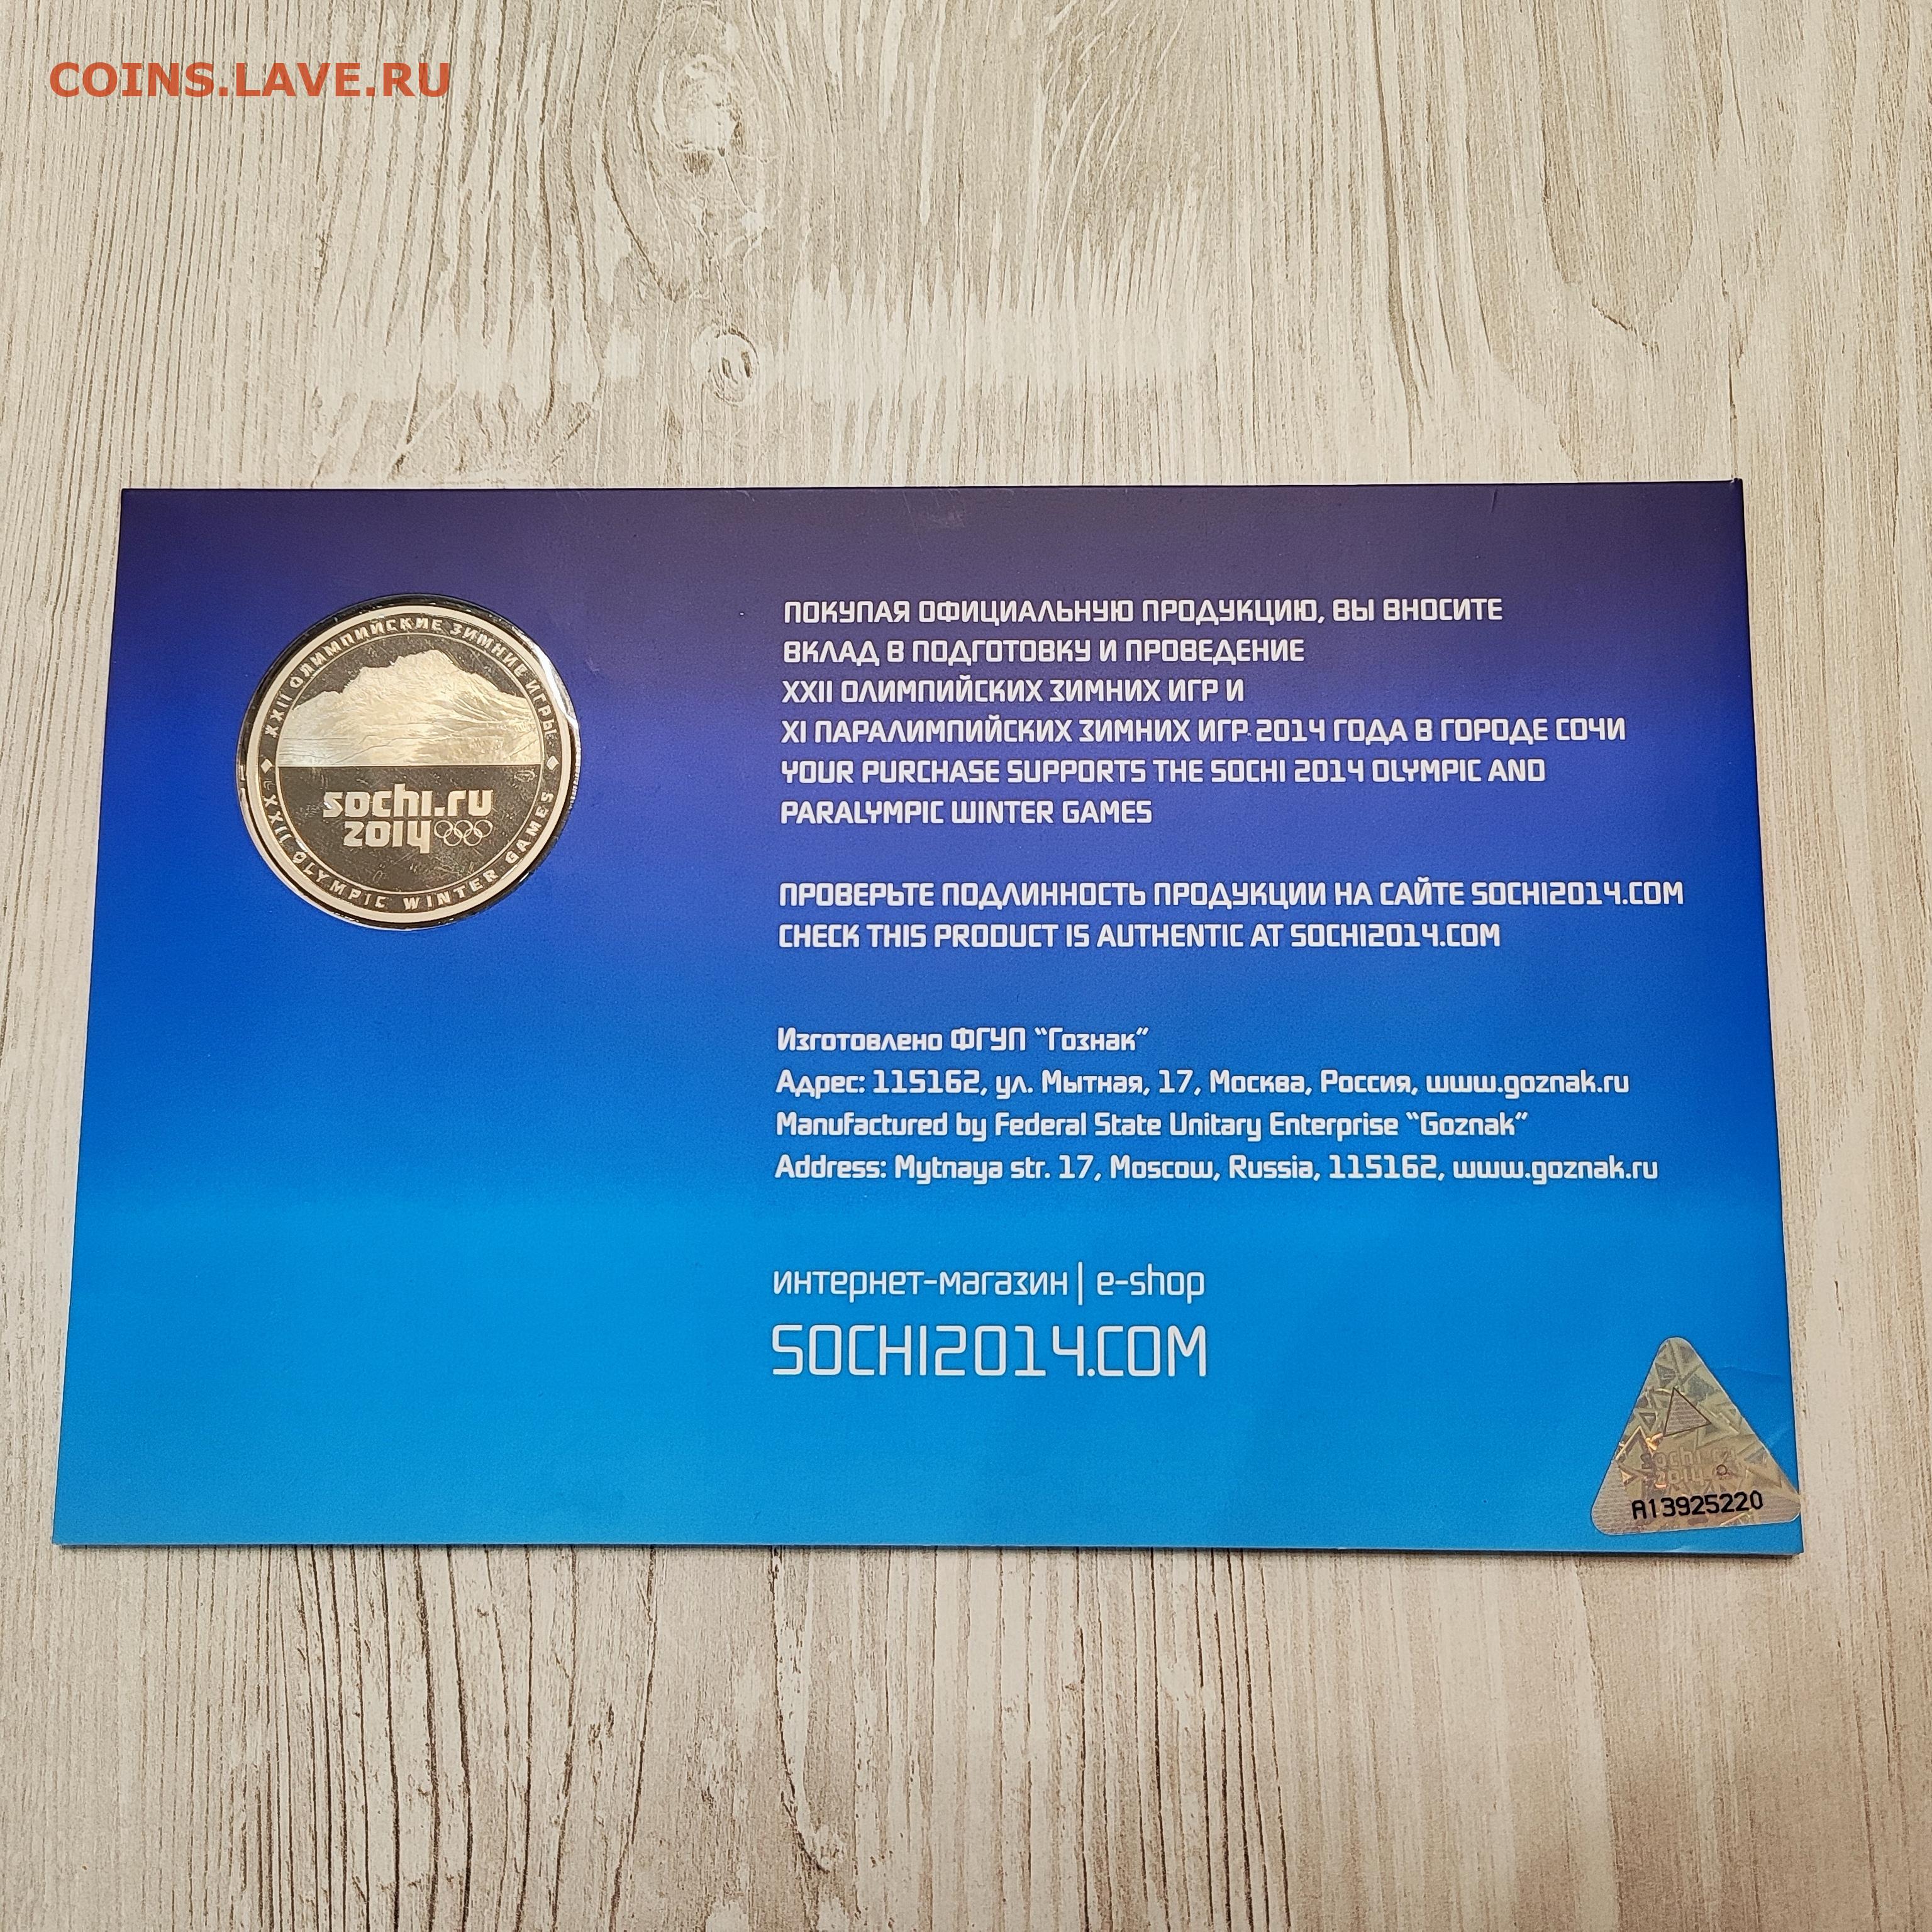 COINS.LAVE.RU
XXII ОЛИМПИЙСКИЕ ЗИМНИЕ ИГРЫ
sochi.ru
2014
XXII OLYMPIC WINTER GAMES
ПОКУПАЯ ОФИЦИАЛЬНУЮ ПРОДУКЦИЮ, ВЫ ВНОСИТЕ
ВКЛАД В ПОДГОТОВКУ И ПРОВЕДЕНИЕ
XXII ОЛИМПИЙСКИХ ЗИМНИХ ИГР И
XI ПАРАЛИМПИЙСКИХ ЗИМНИХ ИГР 2014 ГОДА В ГОРОДЕ СОЧИ
YOUR PURCHASE SUPPORTS THE SOCHI 2014 OLYMPIC AND
PARALYMPIC WINTER GAMES
ПРОВЕРЬТЕ ПОДЛИННОСТЬ ПРОДУКЦИИ НА САЙТЕ SOCHI2014.COM
CHECK THIS PRODUCT IS AUTHENTIC AT SOCHI2014.COM
Изготовлено ФГУП “Гознак”
Адрес: 115162, ул. Мытная, 17, Москва, Россия, www.goznak.ru
Manufactured by Federal State Unitary Enterprise “Goznak”
Address: Mytnaya str. 17, Moscow, Russia, 115162, www.goznak.ru
интернет-магазин | e-shop
SOCHI2014.COM
sochi.ru
2014
A13925220